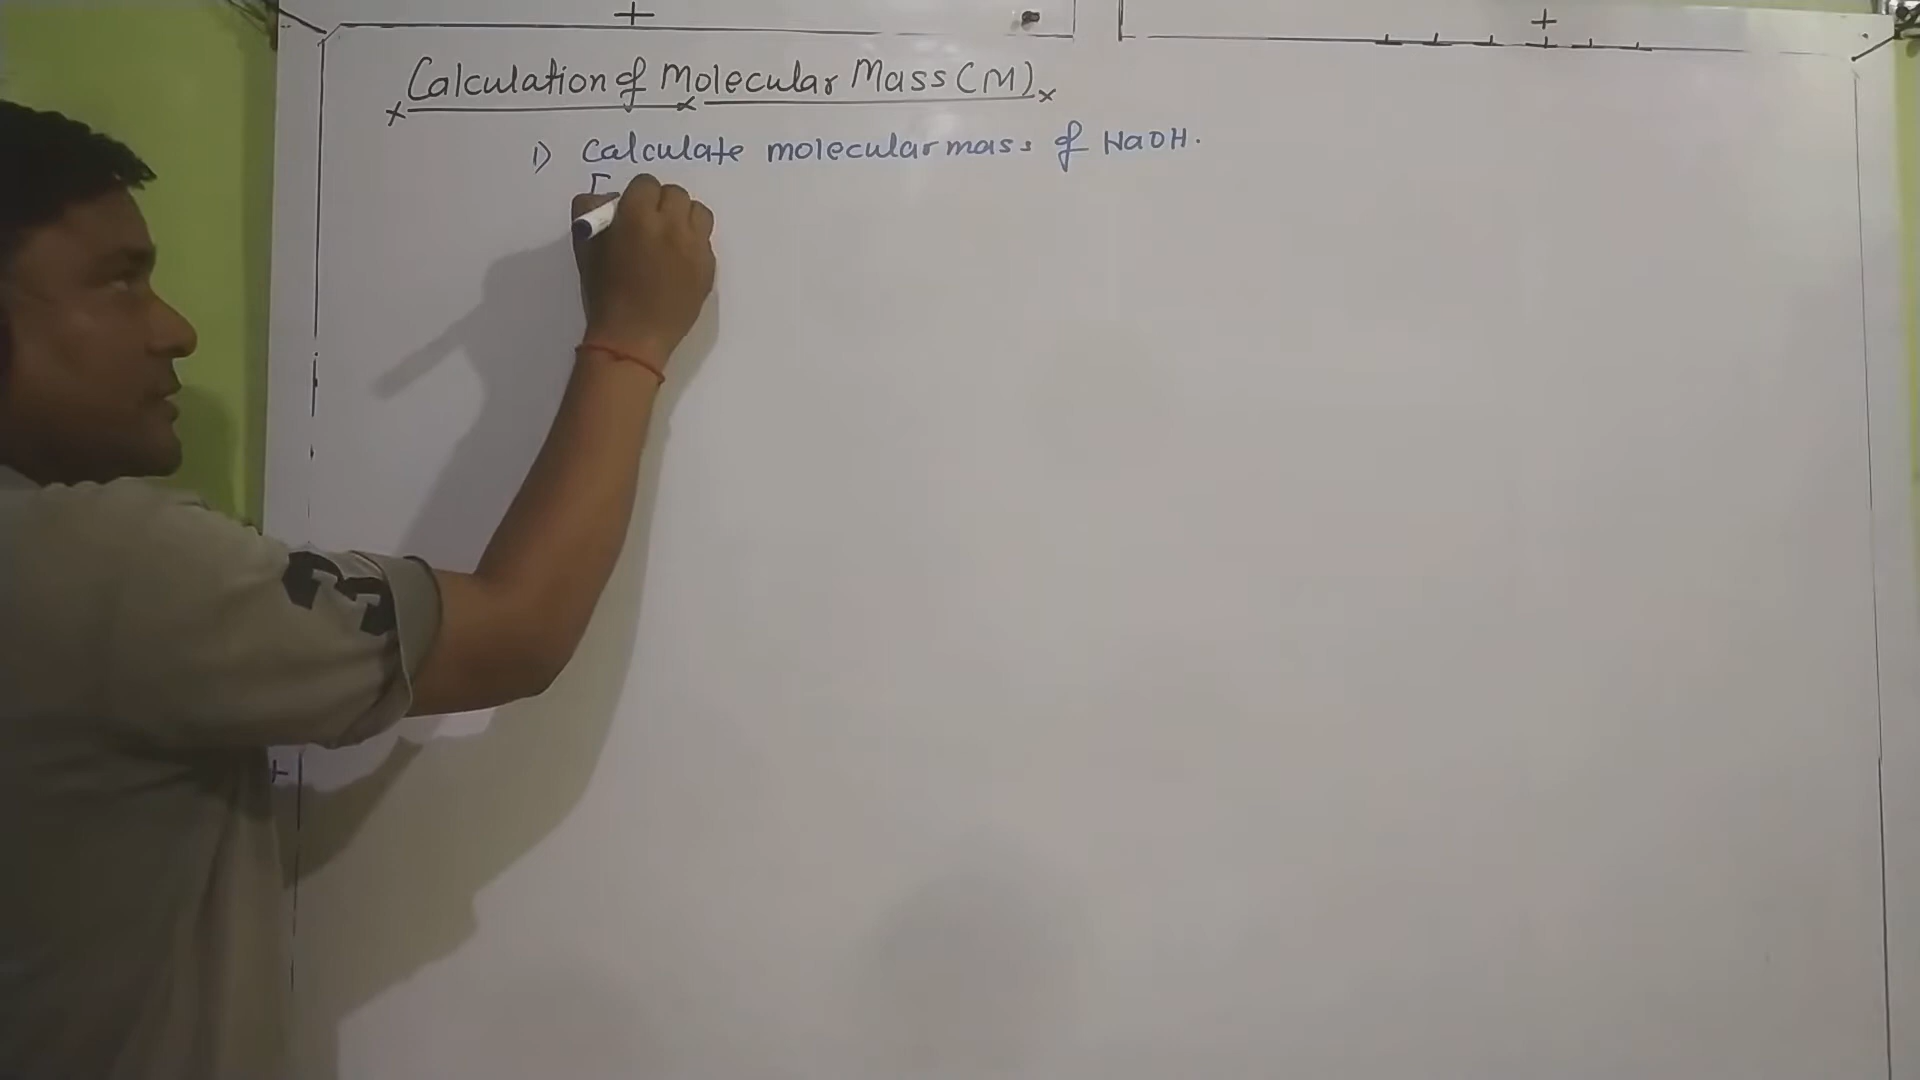 Calculation of Molecular Mass (M)
1) Calculate molecular mass of NaOH.
[